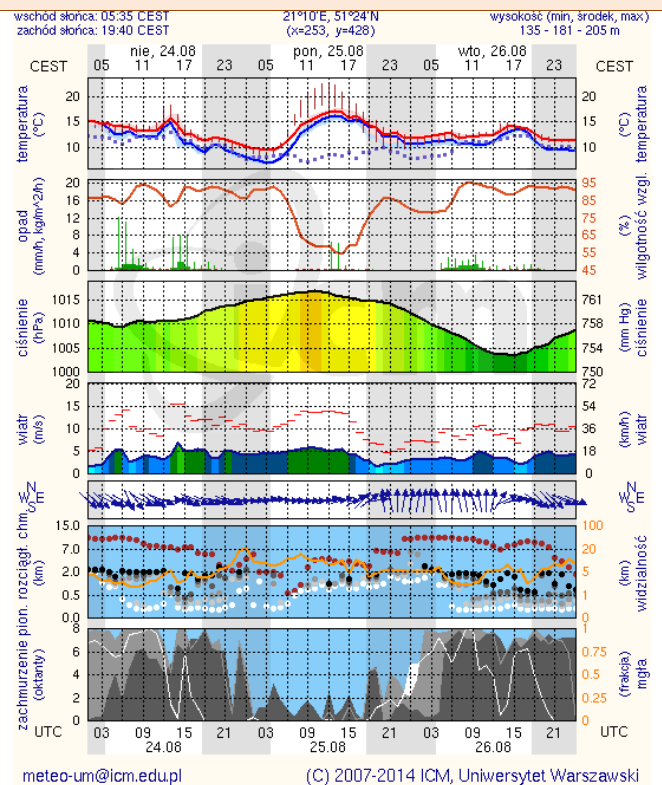 wschód słońca: 05:35 CEST 21°10'E, 51°24'N wysokość (min, środek, max)
zachód słońca: 19:40 CEST (x=253, y=428) 135 - 181 - 205 m
nie, 24.08 pon, 25.08 wto, 26.08
CEST 05 11 17 23 05 11 17 23 05 11 17 23 CEST
temperatura (°C)
20
15
10
temperatura (°C)
20
15
10
opad (mm/h, kg/m^2/h)
20
16
12
8
4
0
wilgotność wzgl. (%)
95
85
75
65
55
45
ciśnienie (hPa)
1015
1010
1005
1000
ciśnienie (mm Hg)
761
758
754
750
wiatr (m/s)
20
15
10
5
0
wiatr (km/h)
72
54
36
18
0
N
W E
S
N
W E
S
pion. rozciągł. chm. (km)
15.0
7.0
2.0
0.5
0.0
widzialność (km)
100
20
5
1
0
zachmurzenie (oktanty)
8
6
4
2
0
mgła (frakcja)
1
0.75
0.5
0.25
0
UTC 03 09 15 21 03 09 15 21 03 09 15 21 UTC
24.08 25.08 26.08
meteo-um@icm.edu.pl (C) 2007-2014 ICM, Uniwersytet Warszawski
icm